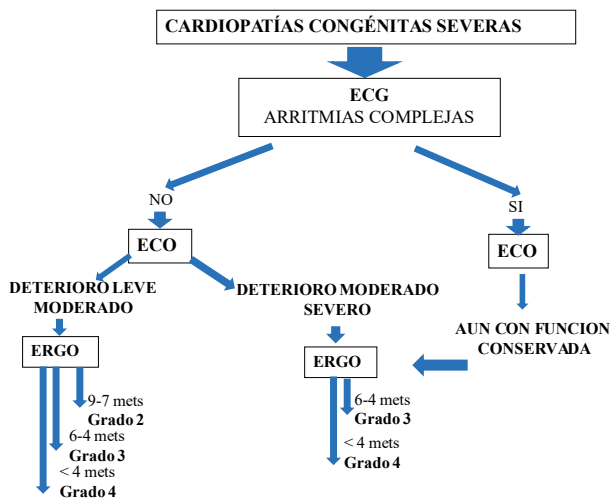 CARDIOPATÍAS CONGÉNITAS SEVERAS
ECG
ARRITMIAS COMPLEJAS
NO
SI
ECO
ECO
DETERIORO LEVE
MODERADO
DETERIORO MODERADO
SEVERO
AUN CON FUNCION
CONSERVADA
ERGO
ERGO
9-7 mets
Grado 2
6-4 mets
Grado 3
< 4 mets
Grado 4
6-4 mets
Grado 3
< 4 mets
Grado 4